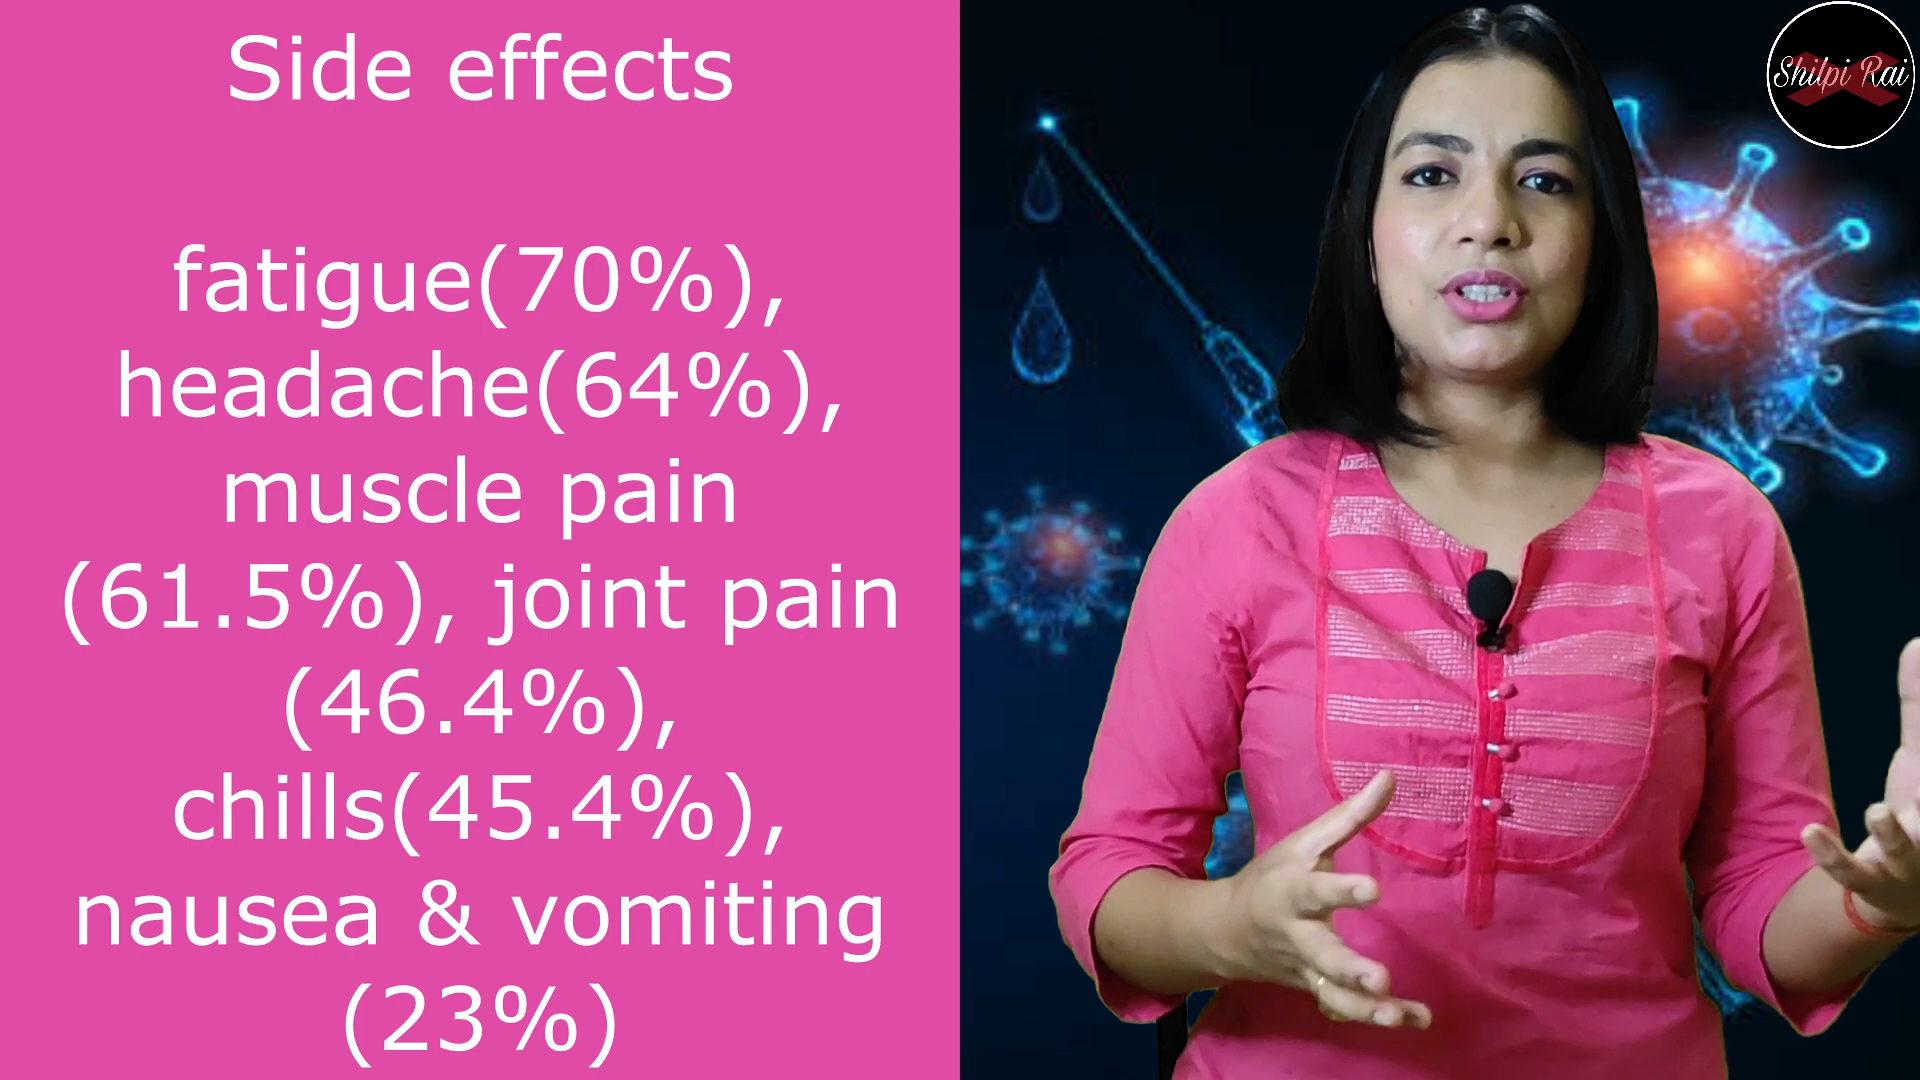 Side effects
fatigue(70%),
headache(64%),
muscle pain
(61.5%), joint pain
(46.4%),
chills(45.4%),
nausea & vomiting
(23%)
Shilpi Rai